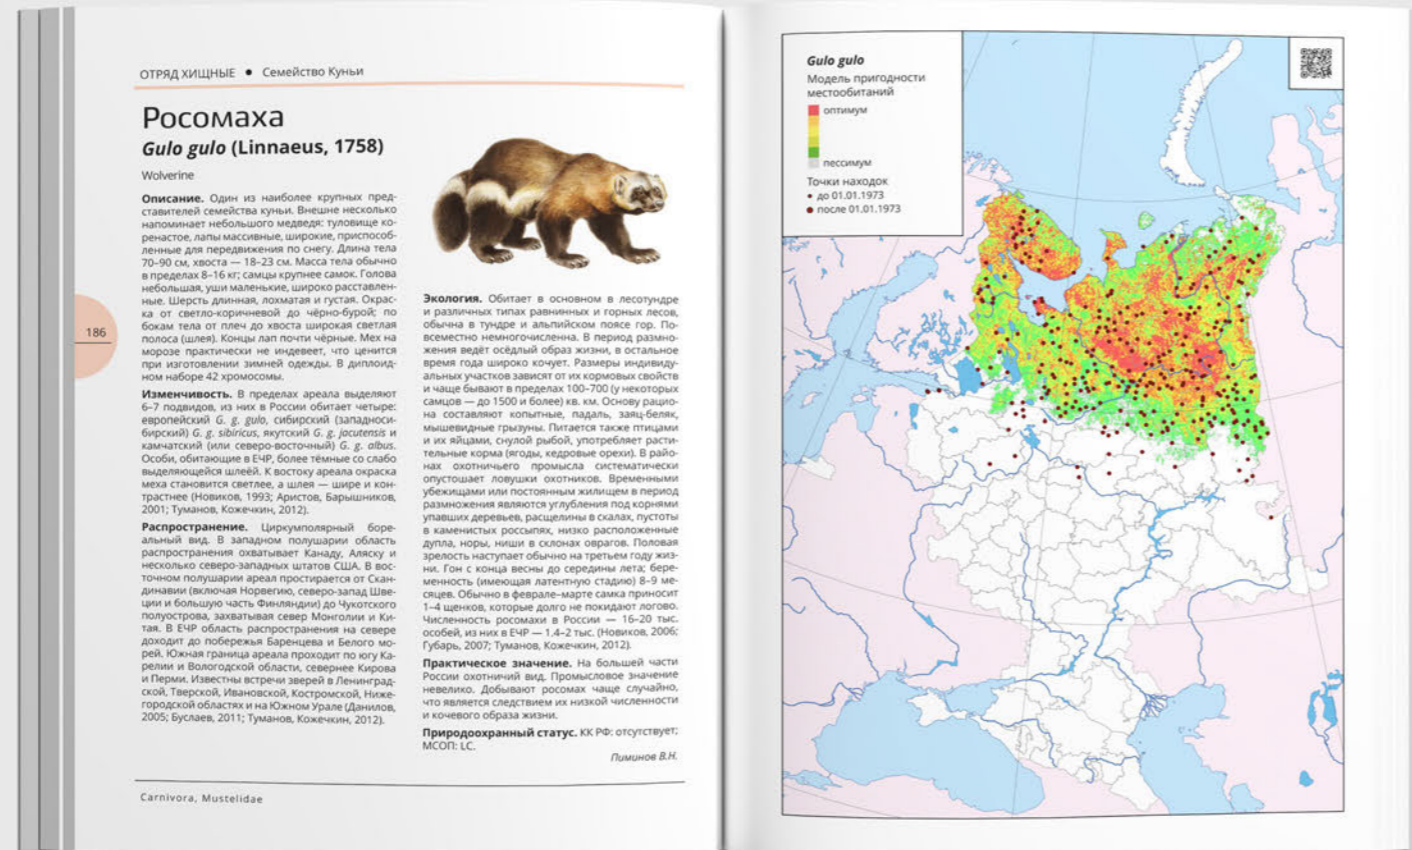 ОТРЯД ХИЩНЫЕ • Семейство Куньи
Росомаха
Gulo gulo (Linnaeus, 1758)
Wolverine
Описание. Один из наиболее крупных пред-
ставителей семейства куньи. Внешне несколько
напоминает небольшого медведя: туловище ко-
ренастое, лапы массивные, широкие, приспособ-
ленные для передвижения по снегу. Длина тела
70–90 см, хвоста — 18–23 см. Масса тела обычно
в пределах 8–16 кг; самцы крупнее самок. Голова
небольшая, уши маленькие, широко расставлен-
ные. Шерсть длинная, лохматая и густая. Окрас-
ка от светло-коричневой до чёрно-бурой; по
бокам тела от плеч до хвоста широкая светлая
полоса (шлея). Концы лап почти чёрные. Мех на
морозе практически не индевеет, что ценится
при изготовлении зимней одежды. В диплоид-
ном наборе 42 хромосомы.
Изменчивость. В пределах ареала выделяют
6–7 подвидов, из них в России обитает четыре:
европейский G. g. gulo, сибирский (западноси-
бирский) G. g. sibiricus, якутский G. g. jacutensis и
камчатский (или северо-восточный) G. g. albus.
Особи, обитающие в ЕЧР, более тёмные со слабо
выделяющейся шлеёй. К востоку ареала окраска
меха становится светлее, а шлея — шире и кон-
трастнее (Новиков, 1993; Аристов, Барышников,
2001; Туманов, Кожечкин, 2012).
Распространение. Циркумполярный боре-
альный вид. В западном полушарии область
распространения охватывает Канаду, Аляску и
несколько северо-западных штатов США. В вос-
точном полушарии ареал простирается от Скан-
динавии (включая Норвегию, северо-запад Шве-
ции и большую часть Финляндии) до Чукотского
полуострова, захватывая север Монголии и Ки-
тая. В ЕЧР область распространения на севере
доходит до побережья Баренцева и Белого мо-
рей. Южная граница ареала проходит по югу Ка-
релии и Вологодской области, севернее Кирова
и Перми. Известны встречи зверей в Ленинград-
ской, Тверской, Ивановской, Костромской, Ниже-
городской областях и на Южном Урале (Данилов,
2005; Буслаев, 2011; Туманов, Кожечкин, 2012).
Экология. Обитает в основном в лесотундре
и различных типах равнинных и горных лесов,
обычна в тундре и альпийском поясе гор. По-
всеместно немногочисленна. В период размно-
жения ведёт осёдлый образ жизни, в остальное
время года широко кочует. Размеры индивиду-
альных участков зависят от их кормовых свойств
и чаще бывают в пределах 100–700 (у некоторых
самцов — до 1500 и более) кв. км. Основу рацио-
на составляют копытные, падаль, заяц-беляк,
мышевидные грызуны. Питается также птицами
и их яйцами, снулой рыбой, употребляет расти-
тельные корма (ягоды, кедровые орехи). В райо-
нах охотничьего промысла систематически
опустошает ловушки охотников. Временными
убежищами или постоянным жилищем в период
размножения являются углубления под корнями
упавших деревьев, расщелины в скалах, пустоты
в каменистых россыпях, низко расположенные
дупла, норы, ниши в склонах оврагов. Половая
зрелость наступает обычно на третьем году жиз-
ни. Гон с конца весны до середины лета; бере-
менность (имеющая латентную стадию) 8–9 ме-
сяцев. Обычно в феврале–марте самка приносит
1–4 щенков, которые долго не покидают логово.
Численность росомахи в России — 16–20 тыс.
особей, из них в ЕЧР — 1.4–2 тыс. (Новиков, 2006;
Губарь, 2007; Туманов, Кожечкин, 2012).
Практическое значение. На большей части
России охотничий вид. Промысловое значение
невелико. Добывают росомах чаще случайно,
что является следствием их низкой численности
и кочевого образа жизни.
Природоохранный статус. КК РФ: отсутствует;
МСОП: LC.
Пиминов В.Н.
186
Carnivora, Mustelidae
Gulo gulo
Модель пригодности
местообитаний
оптимум
пессимум
Точки находок
• до 01.01.1973
• после 01.01.1973